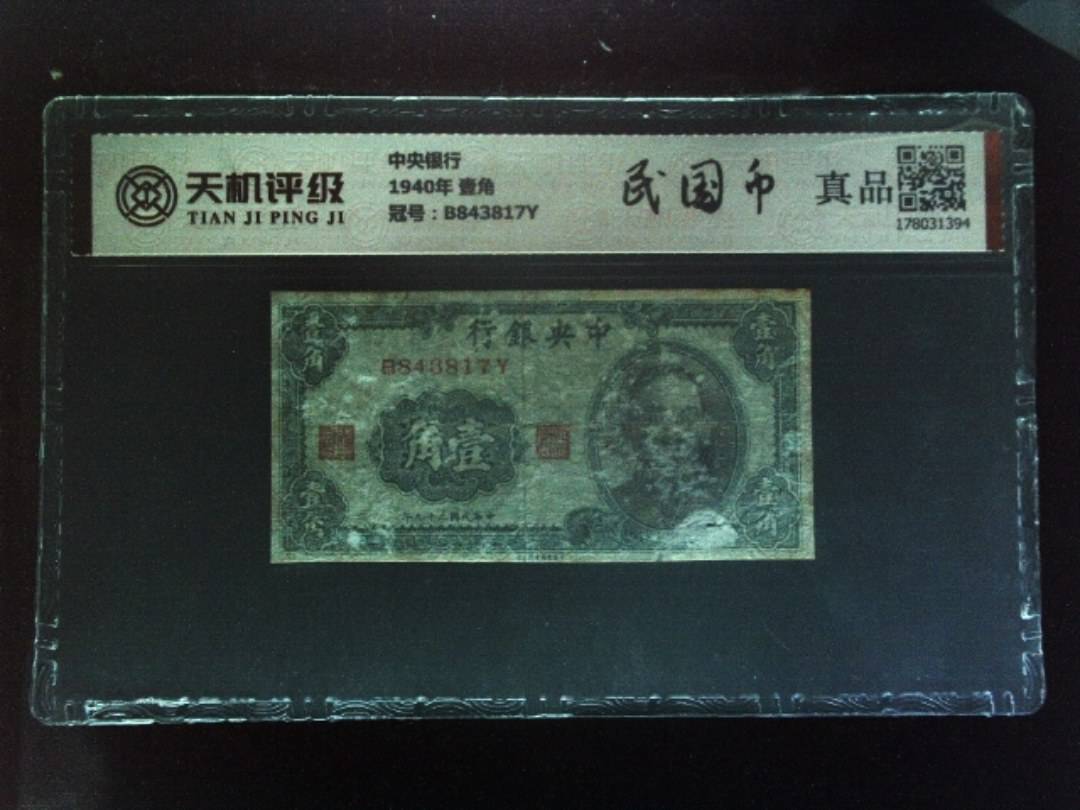 天机评级
TIAN JI PING JI
中央银行
1940年 壹角
冠号：B843817Y
民国币
真品
178031394
壹角
行銀央中
壹角
B843817Y
角壹
壹角
壹角